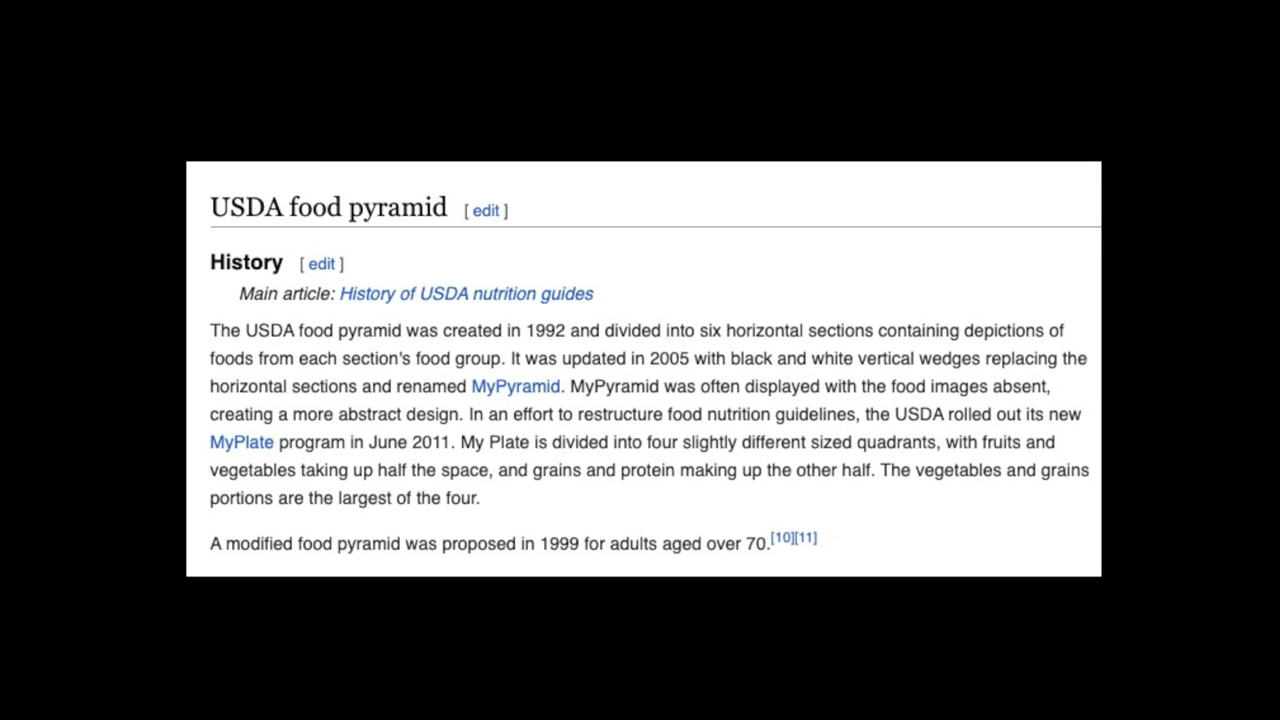 USDA food pyramid [ edit ]
History [ edit ]
Main article: History of USDA nutrition guides
The USDA food pyramid was created in 1992 and divided into six horizontal sections containing depictions of
foods from each section's food group. It was updated in 2005 with black and white vertical wedges replacing the
horizontal sections and renamed MyPyramid. MyPyramid was often displayed with the food images absent,
creating a more abstract design. In an effort to restructure food nutrition guidelines, the USDA rolled out its new
MyPlate program in June 2011. My Plate is divided into four slightly different sized quadrants, with fruits and
vegetables taking up half the space, and grains and protein making up the other half. The vegetables and grains
portions are the largest of the four.
A modified food pyramid was proposed in 1999 for adults aged over 70.[10][11]